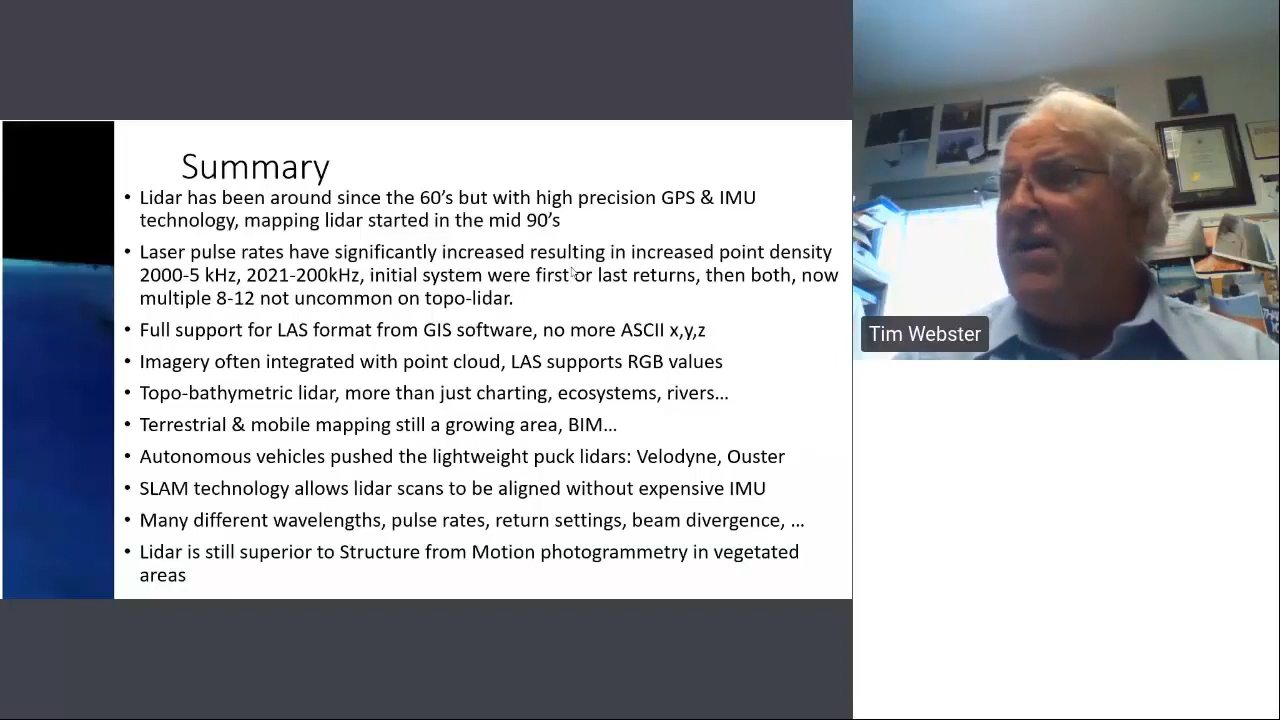 Summary
• Lidar has been around since the 60's but with high precision GPS & IMU
technology, mapping lidar started in the mid 90's
• Laser pulse rates have significantly increased resulting in increased point density
2000-5 kHz, 2021-200kHz, initial system were first or last returns, then both, now
multiple 8-12 not uncommon on topo-lidar.
• Full support for LAS format from GIS software, no more ASCII x,y,z
• Imagery often integrated with point cloud, LAS supports RGB values
• Topo-bathymetric lidar, more than just charting, ecosystems, rivers…
• Terrestrial & mobile mapping still a growing area, BIM…
• Autonomous vehicles pushed the lightweight puck lidars: Velodyne, Ouster
• SLAM technology allows lidar scans to be aligned without expensive IMU
• Many different wavelengths, pulse rates, return settings, beam divergence, …
• Lidar is still superior to Structure from Motion photogrammetry in vegetated
areas
Tim Webster